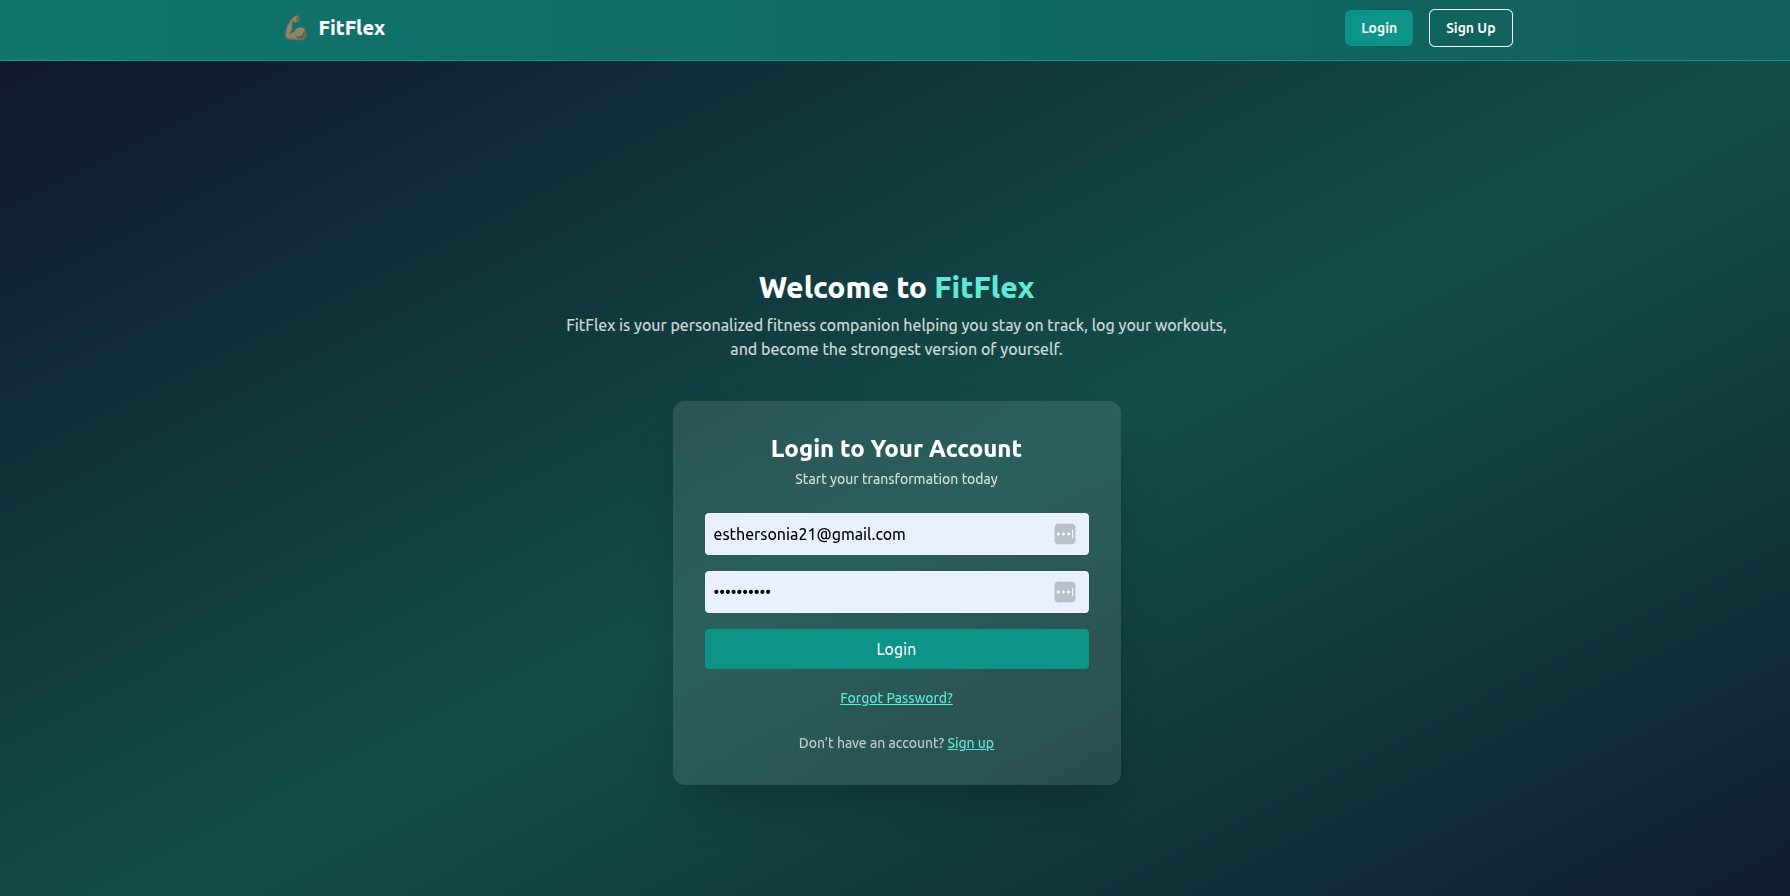 FitFlex
Login
Sign Up
Welcome to FitFlex
FitFlex is your personalized fitness companion helping you stay on track, log your workouts,
and become the strongest version of yourself.
Login to Your Account
Start your transformation today
esthersonia21@gmail.com
••••••••••
Login
Forgot Password?
Don't have an account? Sign up